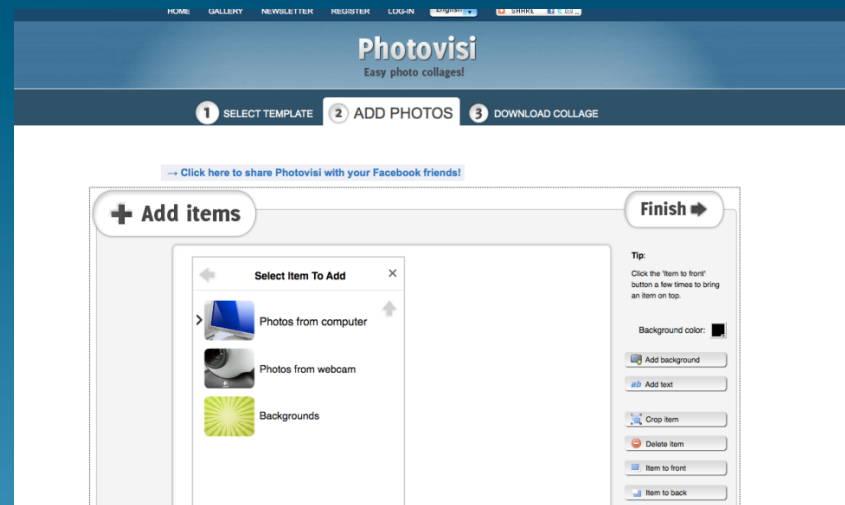 HOME GALLERY NEWSLETTER REGISTER LOG-IN English SHARE
Photovisi
Easy photo collages!
1 SELECT TEMPLATE 2 ADD PHOTOS 3 DOWNLOAD COLLAGE
→ Click here to share Photovisi with your Facebook friends!
Add items
Finish
Select Item To Add
Photos from computer
Photos from webcam
Backgrounds
Tip:
Click the 'Item to front'
button a few times to bring
an item on top.
Background color:
Add background
ab Add text
Crop item
Delete item
Item to front
Item to back